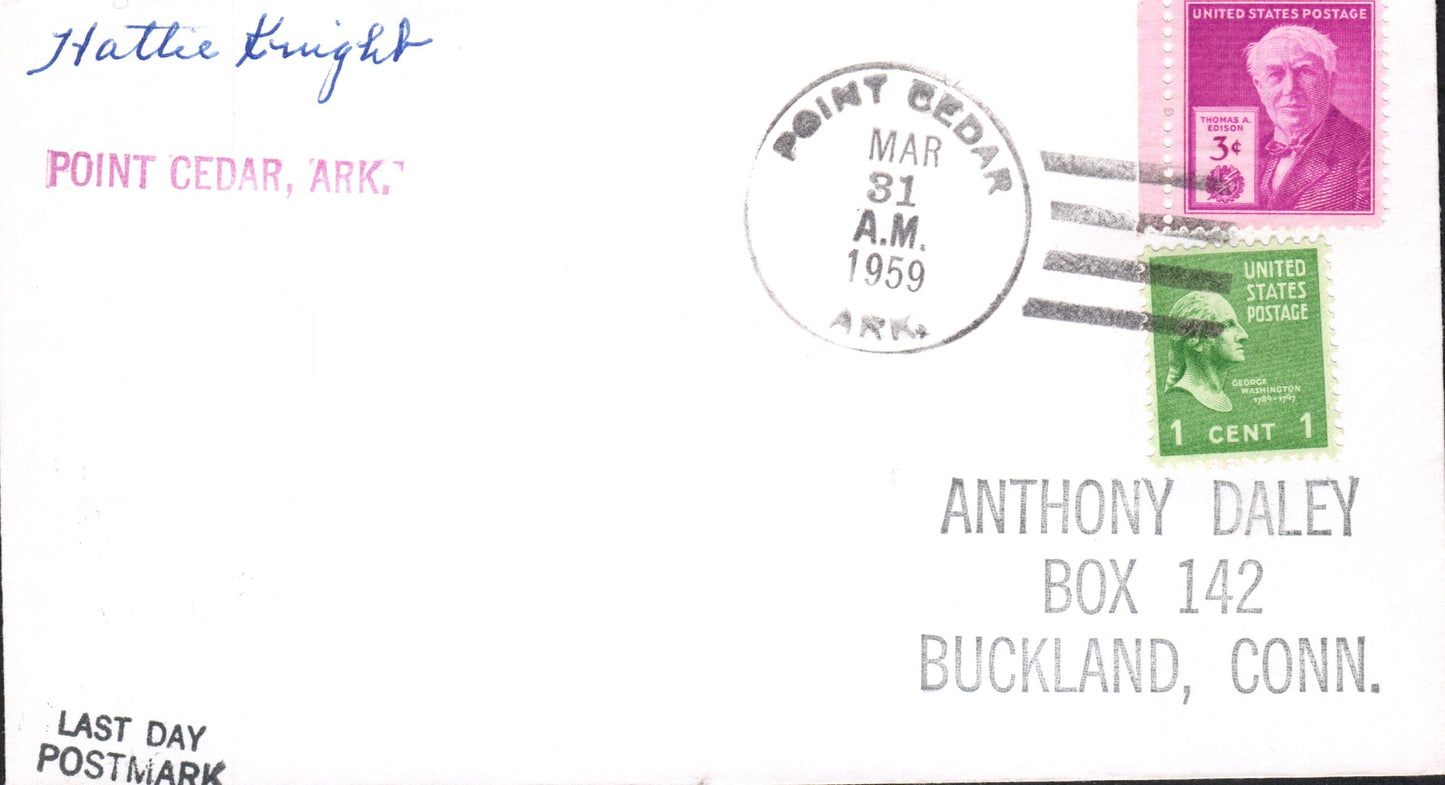 Hattie Knight
POINT CEDAR, ARK.
POINT CEDAR
MAR
31
A.M.
1959
ARK.
UNITED STATES POSTAGE
THOMAS A.
EDISON
3¢
UNITED
STATES
POSTAGE
GEORGE
WASHINGTON
1789-1797
1 CENT 1
ANTHONY DALEY
BOX 142
BUCKLAND, CONN.
LAST DAY
POSTMARK